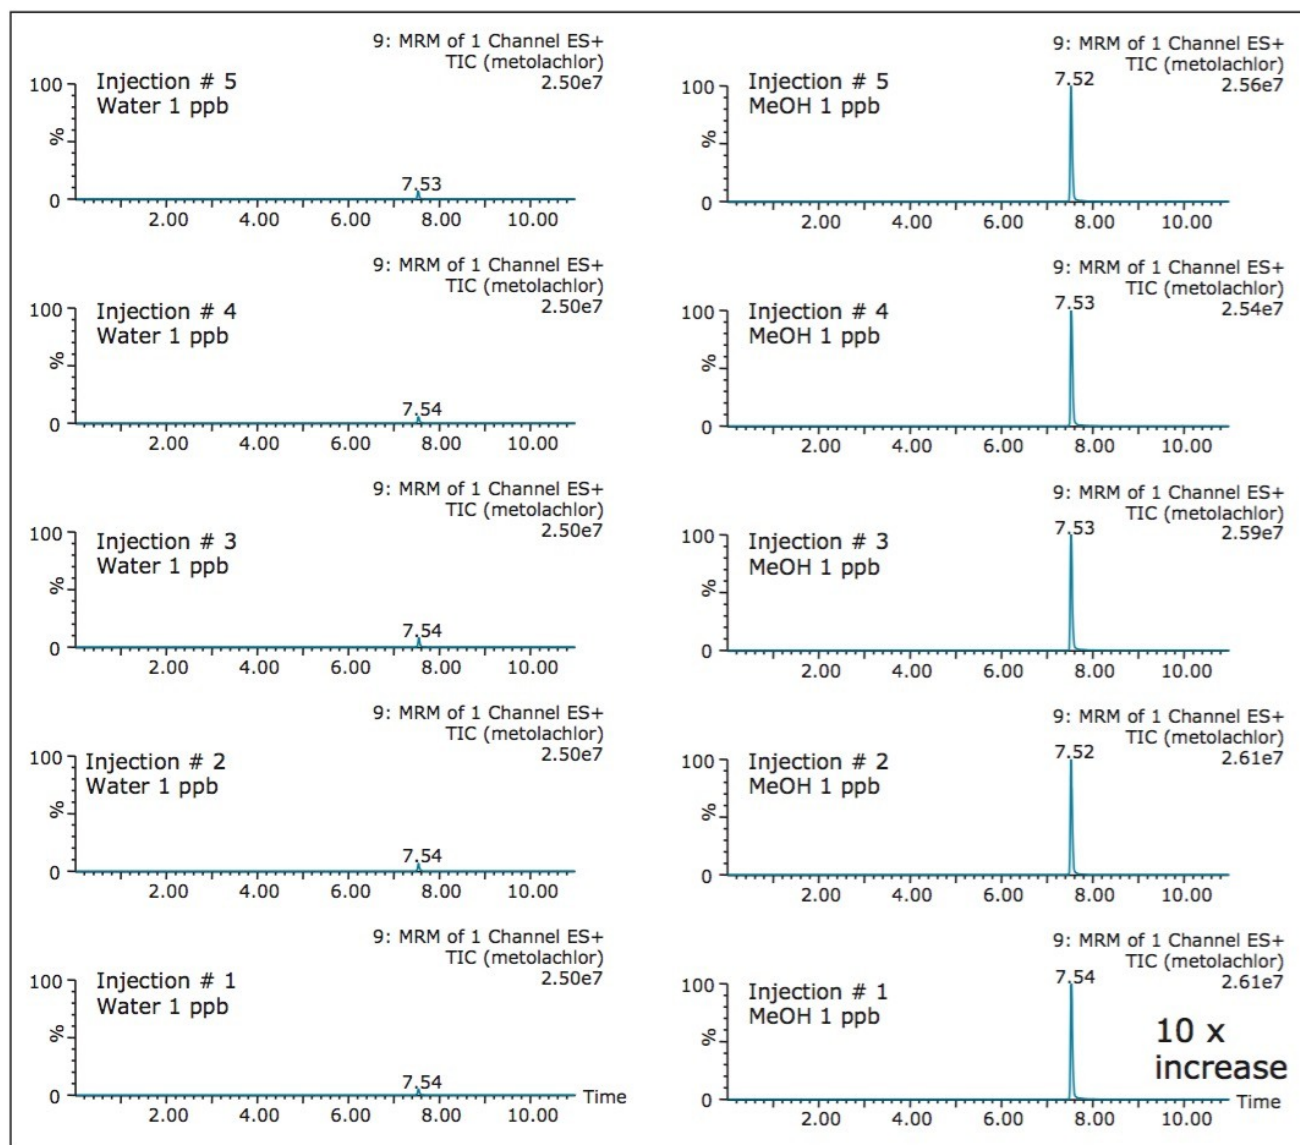 9: MRM of 1 Channel ES+
TIC (metolachlor)
2.50e7
Injection # 5
Water 1 ppb
100
%
0
7.53
2.00 4.00 6.00 8.00 10.00
9: MRM of 1 Channel ES+
TIC (metolachlor)
2.56e7
Injection # 5
MeOH 1 ppb
7.52
100
%
0
2.00 4.00 6.00 8.00 10.00
9: MRM of 1 Channel ES+
TIC (metolachlor)
2.50e7
Injection # 4
Water 1 ppb
100
%
0
7.54
2.00 4.00 6.00 8.00 10.00
9: MRM of 1 Channel ES+
TIC (metolachlor)
2.54e7
Injection # 4
MeOH 1 ppb
7.53
100
%
0
2.00 4.00 6.00 8.00 10.00
9: MRM of 1 Channel ES+
TIC (metolachlor)
2.50e7
Injection # 3
Water 1 ppb
100
%
0
7.54
2.00 4.00 6.00 8.00 10.00
9: MRM of 1 Channel ES+
TIC (metolachlor)
2.59e7
Injection # 3
MeOH 1 ppb
7.53
100
%
0
2.00 4.00 6.00 8.00 10.00
9: MRM of 1 Channel ES+
TIC (metolachlor)
2.50e7
Injection # 2
Water 1 ppb
100
%
0
7.54
2.00 4.00 6.00 8.00 10.00
9: MRM of 1 Channel ES+
TIC (metolachlor)
2.61e7
Injection # 2
MeOH 1 ppb
7.52
100
%
0
2.00 4.00 6.00 8.00 10.00
9: MRM of 1 Channel ES+
TIC (metolachlor)
2.50e7
Injection # 1
Water 1 ppb
100
%
0
7.54
Time
2.00 4.00 6.00 8.00 10.00
9: MRM of 1 Channel ES+
TIC (metolachlor)
2.61e7
Injection # 1
MeOH 1 ppb
7.54
100
%
0
10 x
increase
Time
2.00 4.00 6.00 8.00 10.00